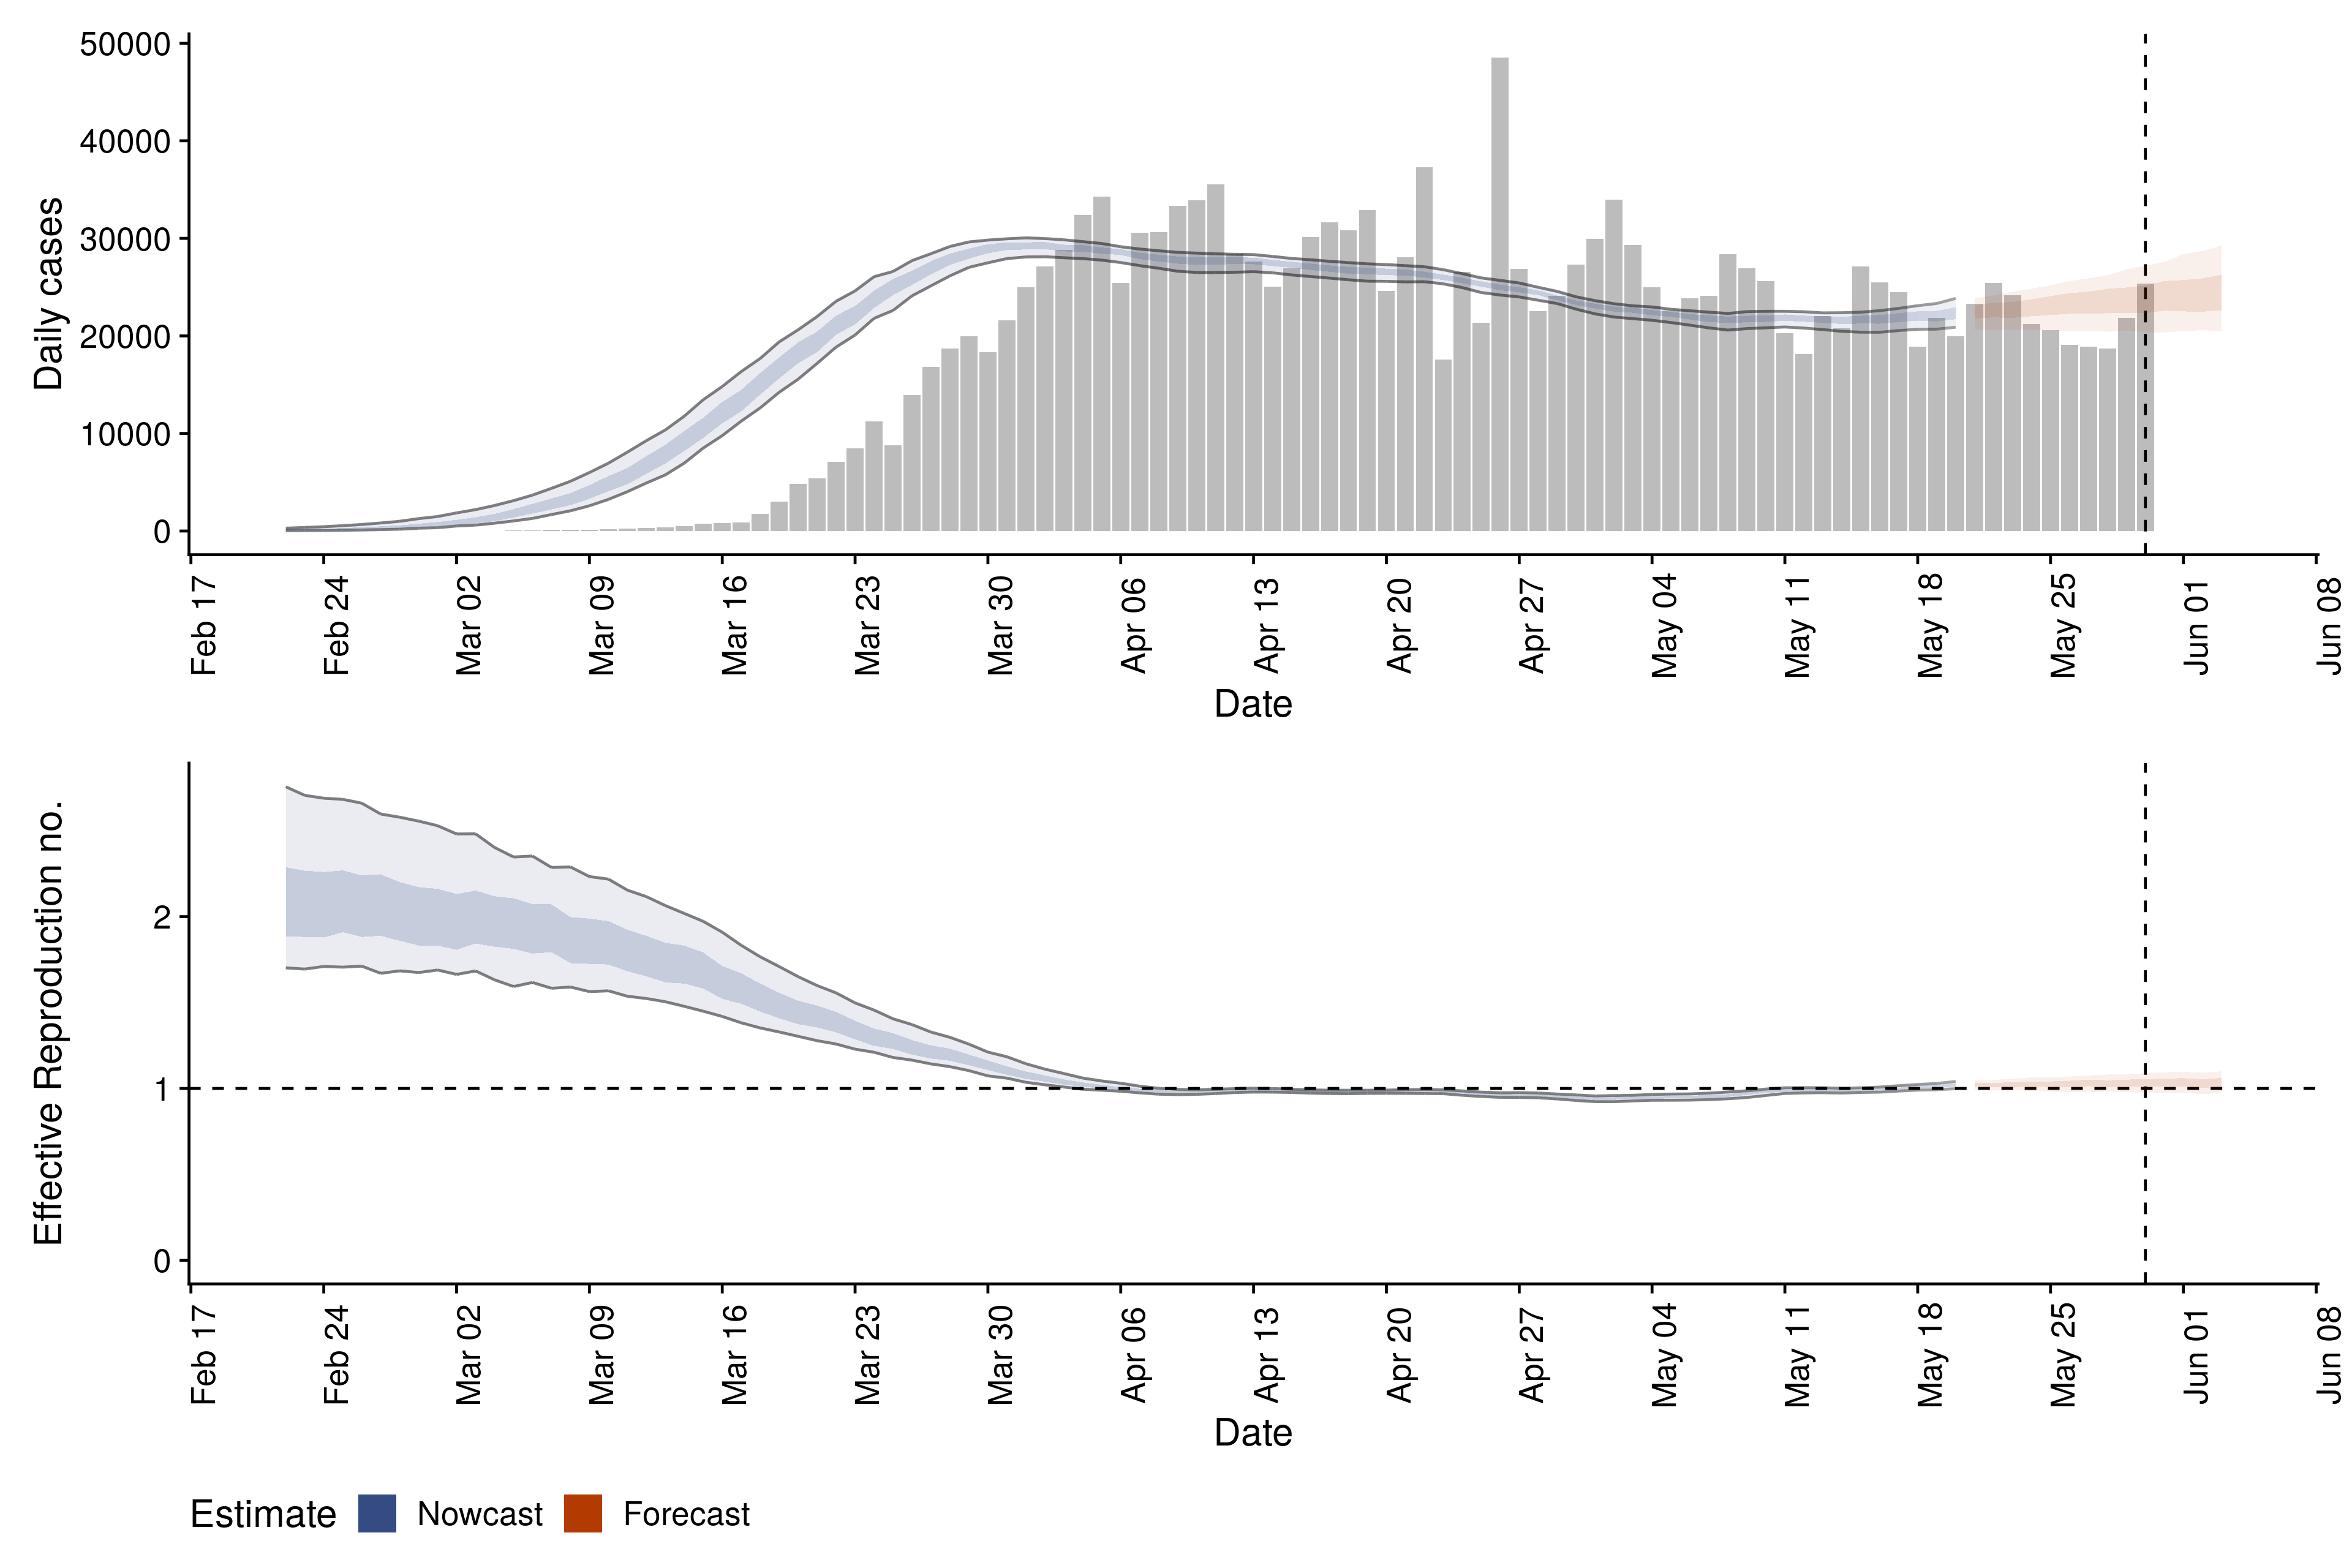 50000
40000
30000
20000
10000
0
Daily cases
Feb 17
Feb 24
Mar 02
Mar 09
Mar 16
Mar 23
Mar 30
Apr 06
Apr 13
Apr 20
Apr 27
May 04
May 11
May 18
May 25
Jun 01
Jun 08
Date
2
1
0
Effective Reproduction no.
Feb 17
Feb 24
Mar 02
Mar 09
Mar 16
Mar 23
Mar 30
Apr 06
Apr 13
Apr 20
Apr 27
May 04
May 11
May 18
May 25
Jun 01
Jun 08
Date
Estimate Nowcast Forecast